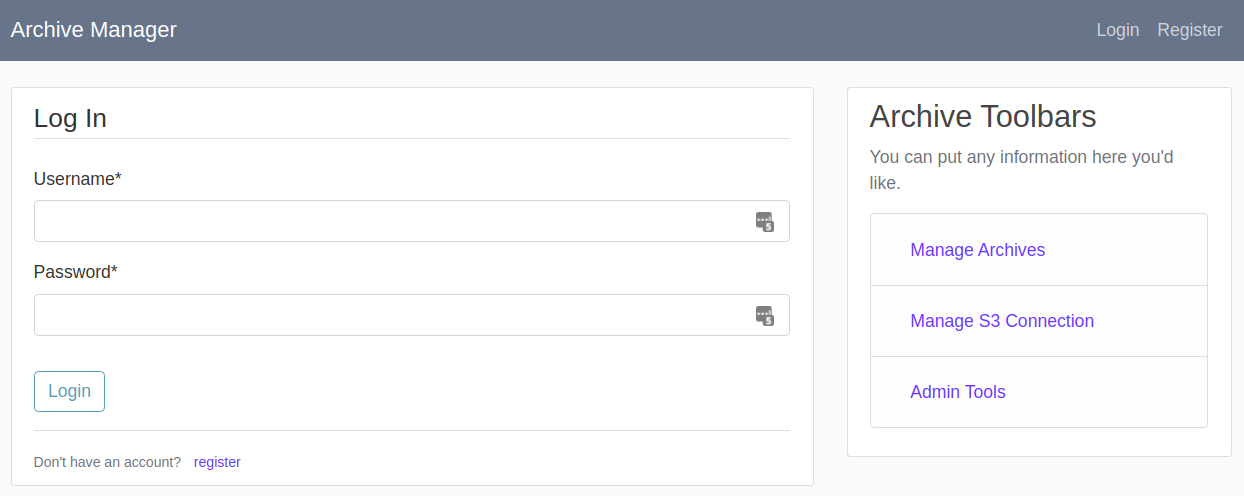 Archive Manager
Login
Register
Log In
Username*
Password*
Login
Don't have an account? register
Archive Toolbars
You can put any information here you'd
like.
Manage Archives
Manage S3 Connection
Admin Tools